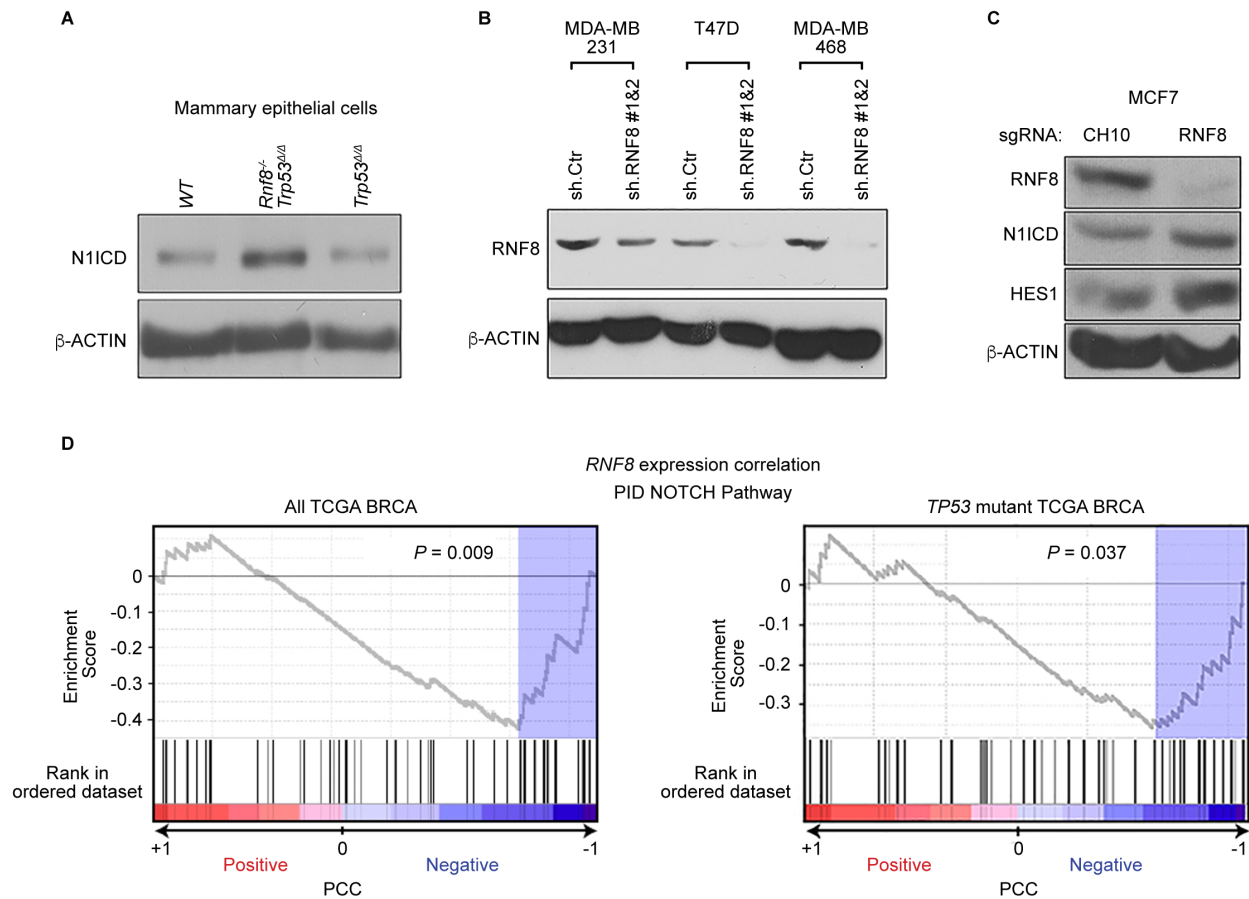 A
Mammary epithelial cells
WT
Rnf8-/-
Trp53Δ/Δ
Trp53Δ/Δ
N1ICD
β-ACTIN
B
MDA-MB
231
T47D
MDA-MB
468
sh.Ctr
sh.RNF8 #1&2
sh.Ctr
sh.RNF8 #1&2
sh.Ctr
sh.RNF8 #1&2
RNF8
β-ACTIN
C
MCF7
sgRNA: CH10 RNF8
RNF8
N1ICD
HES1
β-ACTIN
D
RNF8 expression correlation
PID NOTCH Pathway
All TCGA BRCA
P = 0.009
0
-0.1
-0.2
-0.3
-0.4
Enrichment
Score
Rank in
ordered dataset
+1 0 -1
Positive Negative
PCC
TP53 mutant TCGA BRCA
P = 0.037
0
-0.1
-0.2
-0.3
Enrichment
Score
Rank in
ordered dataset
+1 0 -1
Positive Negative
PCC